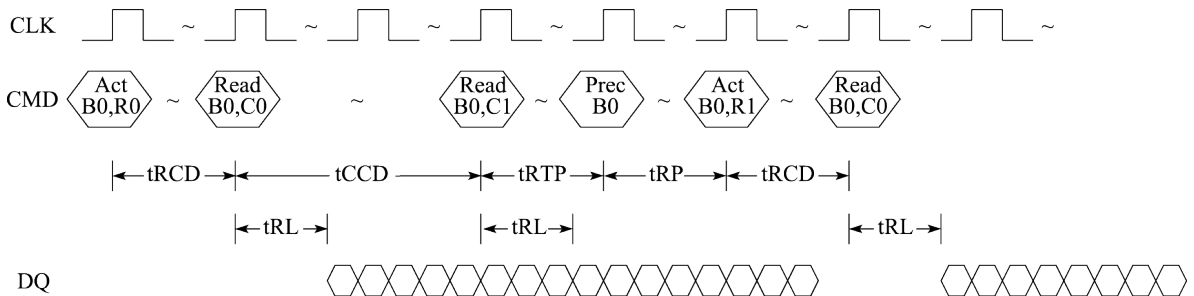 CLK ~ ~ ~ ~ ~ ~ ~ ~
CMD Act B0,R0 ~ Read B0,C0 ~ Read B0,C1 ~ Prec B0 ~ Act B0,R1 ~ Read B0,C0
tRCD tCCD tRTP tRP tRCD
tRL tRL tRL
DQ